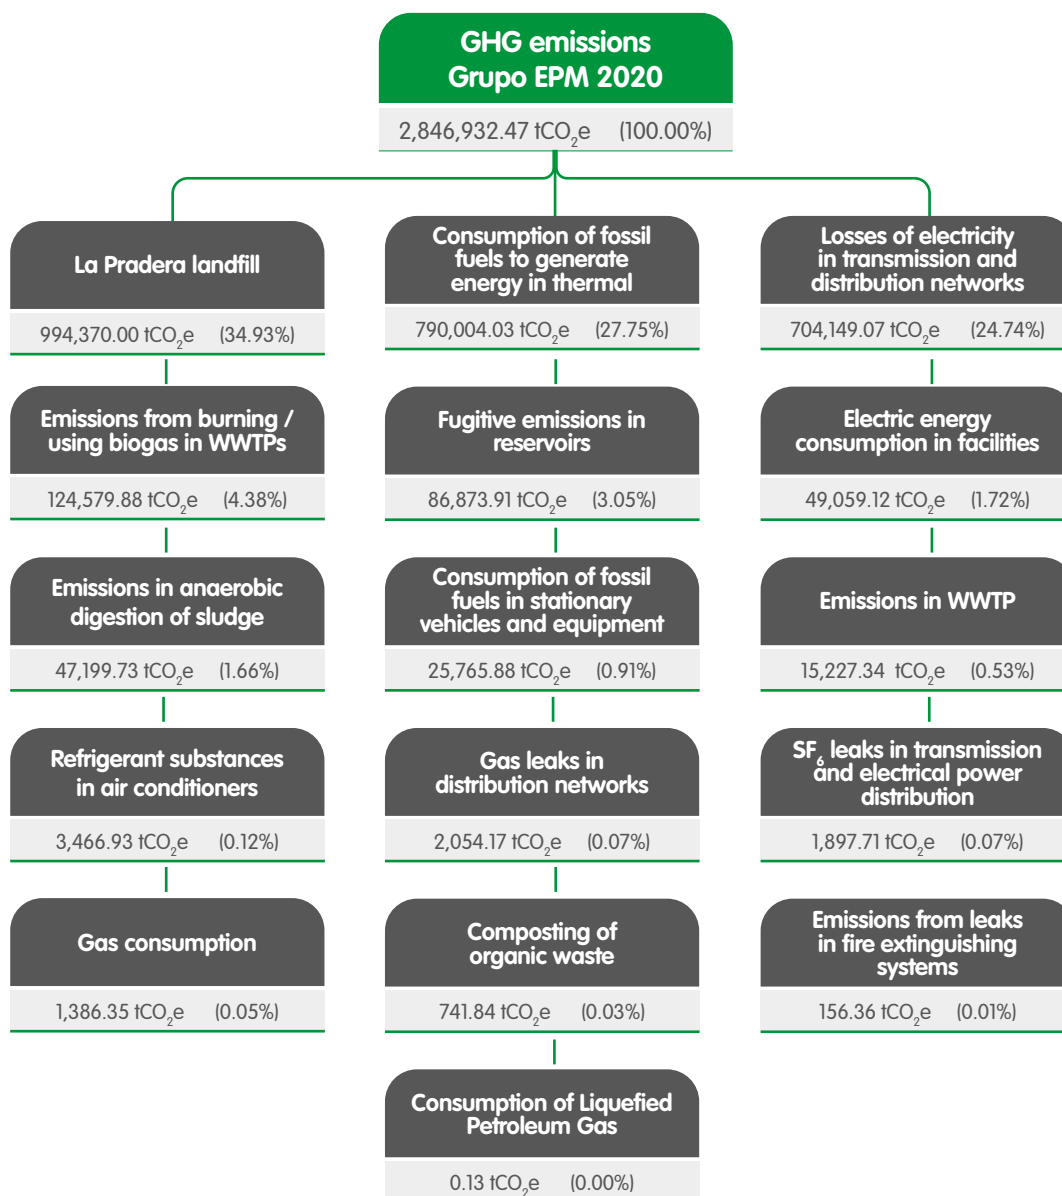 GHG emissions
Grupo EPM 2020
2,846,932.47 tCO₂e (100.00%)
La Pradera landfill
994,370.00 tCO₂e (34.93%)
Consumption of fossil
fuels to generate
energy in thermal
790,004.03 tCO₂e (27.75%)
Losses of electricity
in transmission and
distribution networks
704,149.07 tCO₂e (24.74%)
Emissions from burning /
using biogas in WWTPs
124,579.88 tCO₂e (4.38%)
Fugitive emissions in
reservoirs
86,873.91 tCO₂e (3.05%)
Electric energy
consumption in facilities
49,059.12 tCO₂e (1.72%)
Emissions in anaerobic
digestion of sludge
47,199.73 tCO₂e (1.66%)
Consumption of fossil
fuels in stationary
vehicles and equipment
25,765.88 tCO₂e (0.91%)
Emissions in WWTP
15,227.34 tCO₂e (0.53%)
Refrigerant substances
in air conditioners
3,466.93 tCO₂e (0.12%)
Gas leaks in
distribution networks
2,054.17 tCO₂e (0.07%)
SF₆ leaks in transmission
and electrical power
distribution
1,897.71 tCO₂e (0.07%)
Gas consumption
1,386.35 tCO₂e (0.05%)
Composting of
organic waste
741.84 tCO₂e (0.03%)
Emissions from leaks
in fire extinguishing
systems
156.36 tCO₂e (0.01%)
Consumption of Liquefied
Petroleum Gas
0.13 tCO₂e (0.00%)